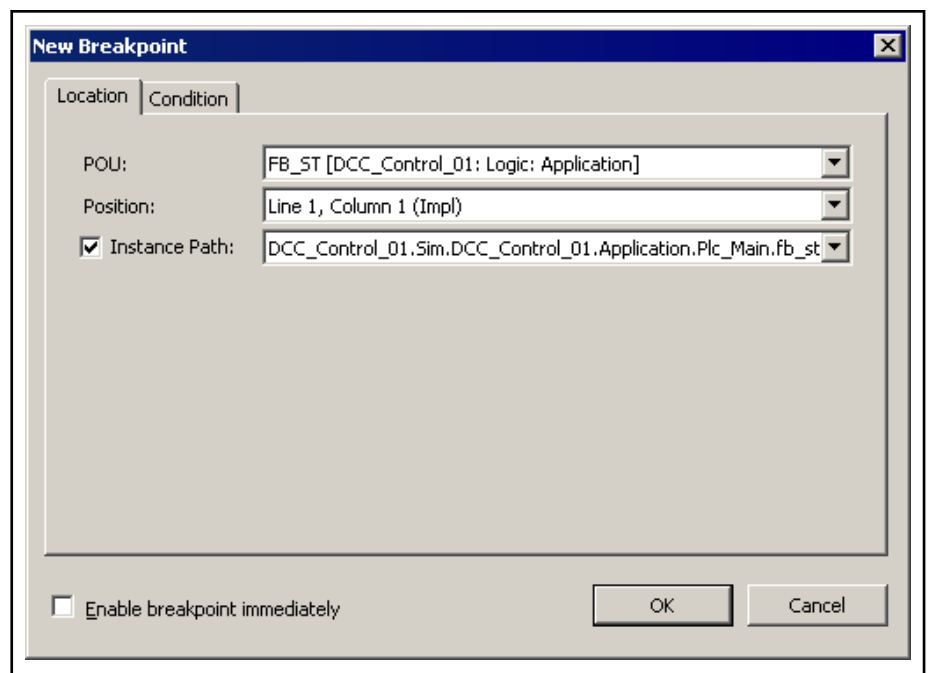 New Breakpoint
Location Condition
POU: FB_ST [DCC_Control_01: Logic: Application]
Position: Line 1, Column 1 (Impl)
Instance Path: DCC_Control_01.Sim.DCC_Control_01.Application.Plc_Main.fb_st
Enable breakpoint immediately OK Cancel